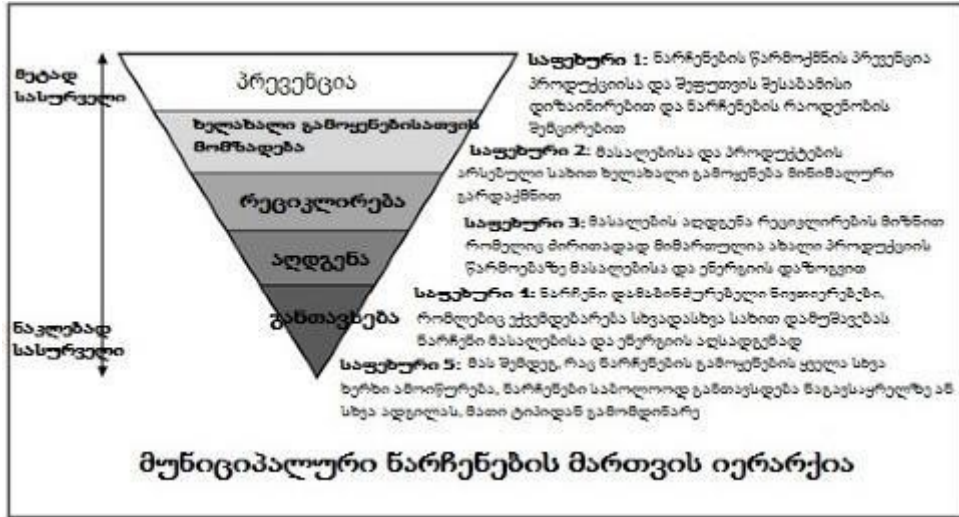 მეტად
სასურველი
ნაკლებად
სასურველი
პრევენცია
ხელახალი გამოყენებისათვის
მომზადება
რეციკლირება
აღდგენა
განთავსება
საფეხური 1: ნარჩენების წარმოქმნის პრევენცია
პროდუქციისა და შეფუთვის შესაბამისი
დიზაინირებით და ნარჩენების რაოდენობის
შემცირებით
საფეხური 2: მასალებისა და პროდუქტების
არსებული სახით ხელახალი გამოყენება მინიმალური
გარდაქმნით
საფეხური 3: მასალების აღდგენა რეციკლირების მიზნით
რომელიც ძირითადად მიმართულია ახალი პროდუქციის
წარმოებაზე მასალებისა და ენერგიის დაზოგვით
საფეხური 4: ნარჩენი დამაბინძურებელი ნივთიერებები,
რომლებიც ექვემდებარება სხვადასხვა სახით დამუშავებას
ნარჩენი მასალებისა და ენერგიის აღსადგენად
საფეხური 5: მას შემდეგ, რაც ნარჩენების გამოყენების ყველა სხვა
ხერხი ამოიწურება, ნარჩენები საბოლოოდ განთავსდება ნაგავსაყრელზე ან
სხვა ადგილას, მათი ტიპიდან გამომდინარე
მუნიციპალური ნარჩენების მართვის იერარქია